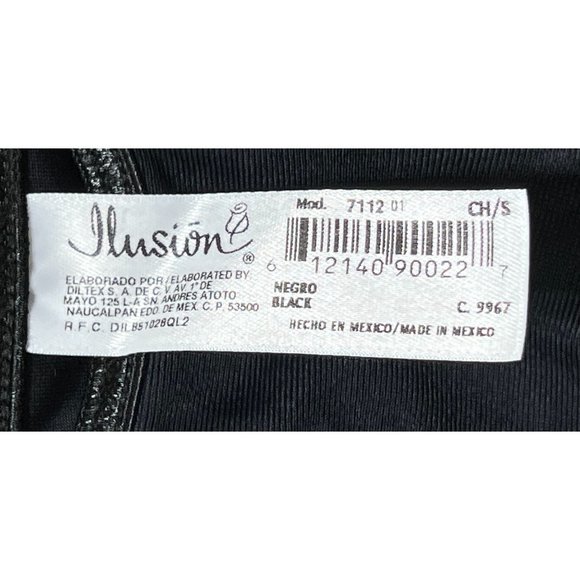 Ilusión®
ELABORADO POR/ELABORATED BY:
DILTEX S. A. DE C. V. AV. 1° DE
MAYO 125 L-A SN. ANDRES ATOTO
NAUCALPAN EDO DE MEX. C. P. 53500
R.F.C. DIL851028QL2
Mod. 7112 01 CH/S
6 12140 90022 7
NEGRO
BLACK C. 9967
HECHO EN MEXICO/MADE IN MEXICO